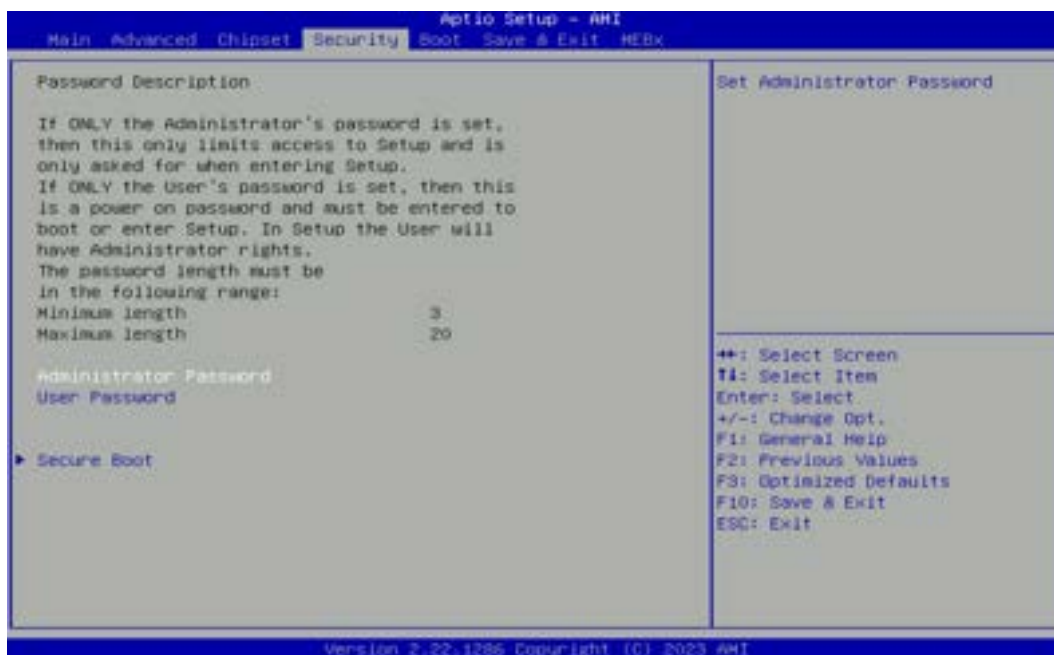 Aptio Setup – AMI
Main Advanced Chipset Security Boot Save & Exit MEBx
Password Description
If ONLY the Administrator's password is set,
then this only limits access to Setup and is
only asked for when entering Setup.
If ONLY the User's password is set, then this
is a power on password and must be entered to
boot or enter Setup. In Setup the User will
have Administrator rights.
The password length must be
in the following range:
Minimum length 3
Maximum length 20
Administrator Password
User Password
▶ Secure Boot
Set Administrator Password
→←: Select Screen
↑↓: Select Item
Enter: Select
+/-: Change Opt.
F1: General Help
F2: Previous Values
F3: Optimized Defaults
F10: Save & Exit
ESC: Exit
Version 2.22.1286 Copyright (C) 2023 AMI